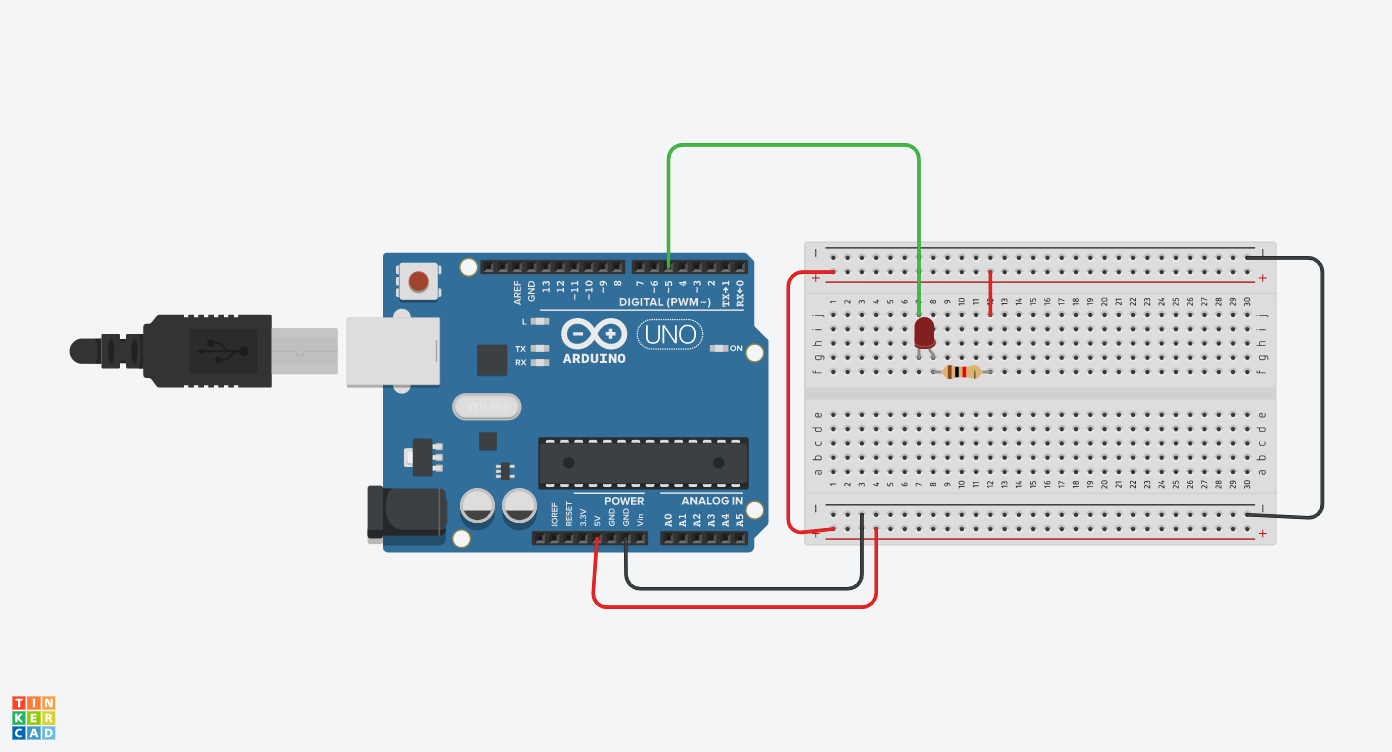 AREF
GND
13
12
~11
~10
~9
8
7
~6
~5
4
~3
2
TX→1
RX←0
DIGITAL (PWM~)
L
TX
RX
ARDUINO
UNO
ON
POWER
ANALOG IN
IOREF
RESET
3.3V
5V
GND
GND
Vin
A0
A1
A2
A3
A4
A5
− −
+ +
1 2 3 4 5 6 7 8 9 10 11 12 13 14 15 16 17 18 19 20 21 22 23 24 25 26 27 28 29 30
j j
i i
h h
g g
f f
e e
d d
c c
b b
a a
1 2 3 4 5 6 7 8 9 10 11 12 13 14 15 16 17 18 19 20 21 22 23 24 25 26 27 28 29 30
− −
+ +
TIN
KER
CAD